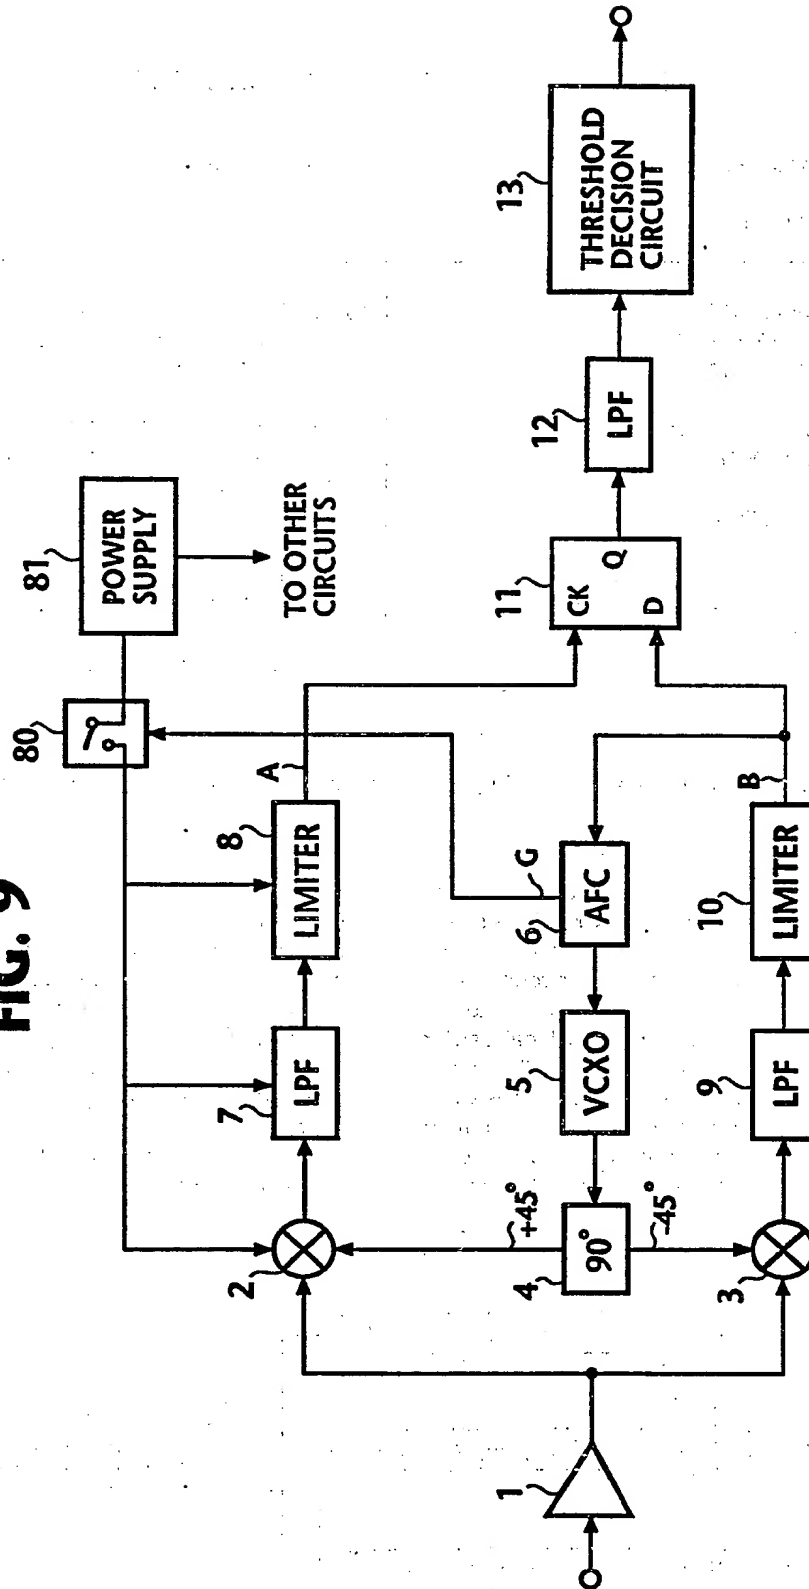 FIG. 9
80
81
POWER
SUPPLY
TO OTHER
CIRCUITS
2
7
LPF
8
LIMITER
A
G
+45°
4
90°
-45°
5
VCXO
6
AFC
11
CK
Q
D
12
LPF
13
THRESHOLD
DECISION
CIRCUIT
1
3
9
LPF
10
LIMITER
B